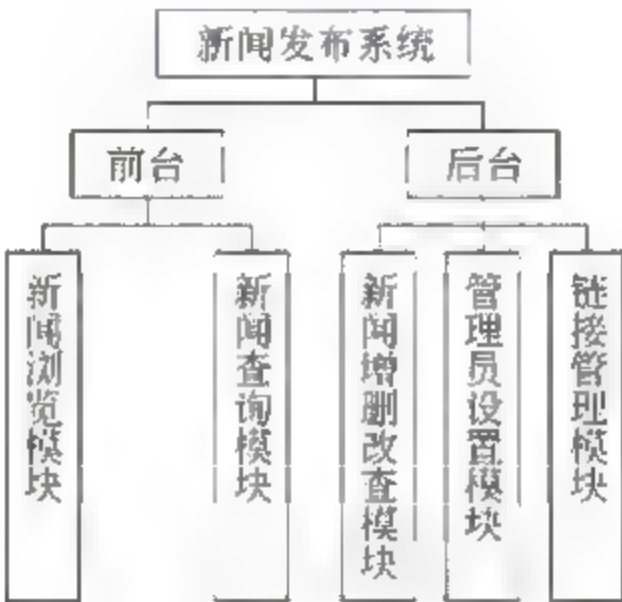 新闻发布系统
前台
后台
新闻浏览模块
新闻查询模块
新闻增删改查模块
管理员设置模块
链接管理模块